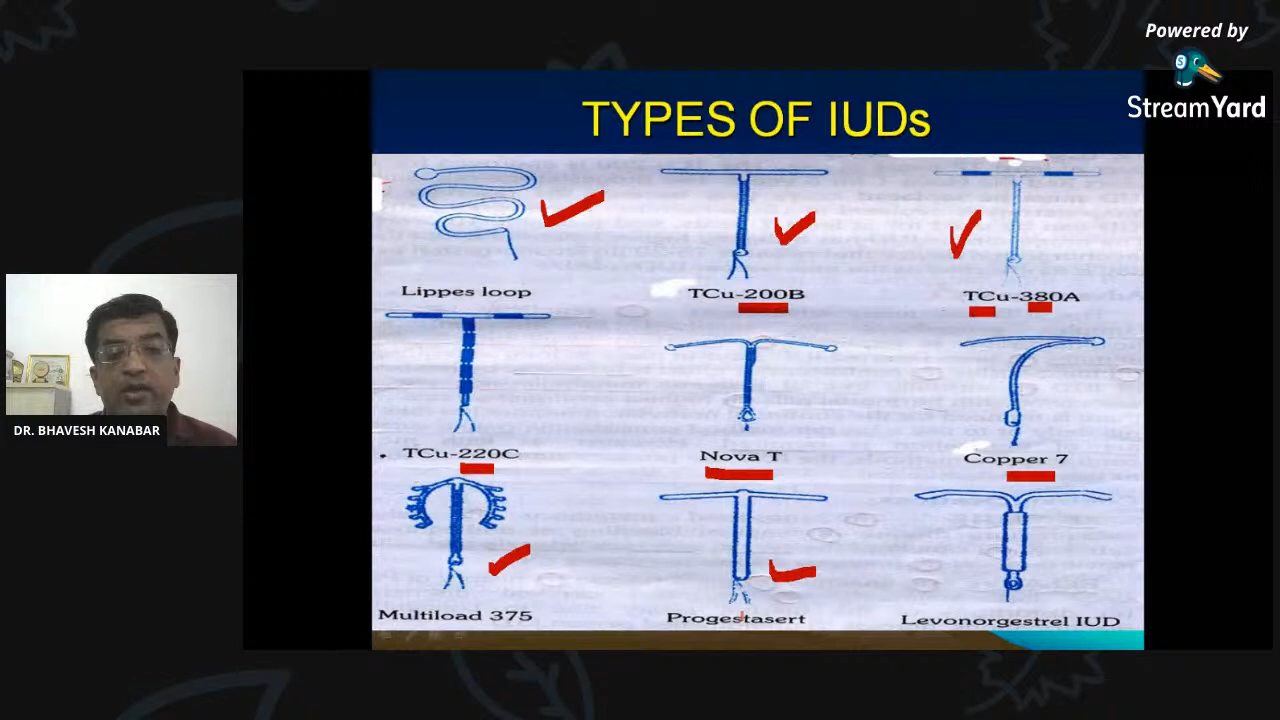 Powered by
S
StreamYard
TYPES OF IUDs
Lippes loop
TCu-200B
TCu-380A
TCu-220C
Nova T
Copper 7
Multiload 375
Progestasert
Levonorgestrel IUD
DR. BHAVESH KANABAR